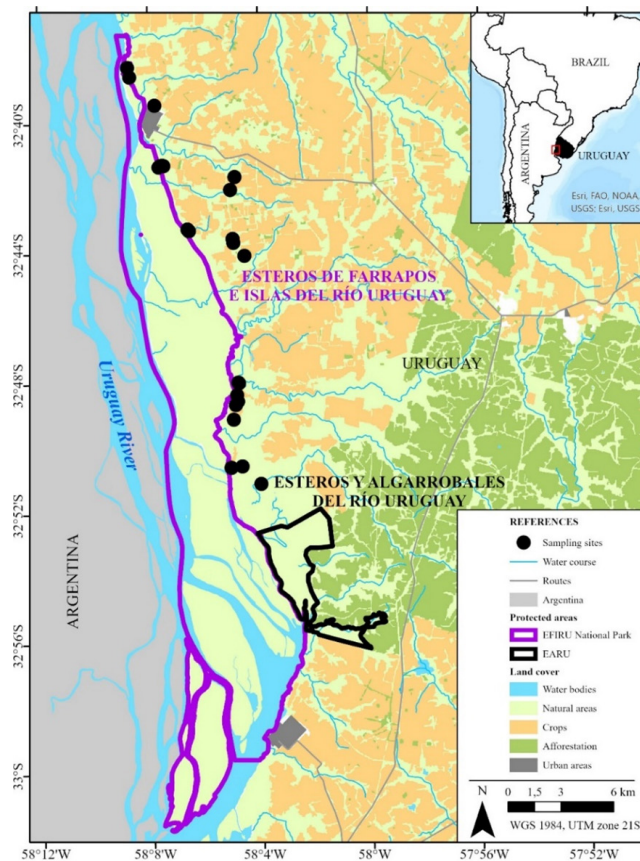 32°40'S
32°44'S
32°48'S
32°52'S
32°56'S
33°S
58°12'W
58°8'W
58°4'W
58°W
57°56'W
57°52'W
BRAZIL
ARGENTINA
URUGUAY
Esri, FAO, NOAA,
USGS; Esri, USGS
ESTEROS DE FARRAPOS
E ISLAS DEL RÍO URUGUAY
URUGUAY
Uruguay River
ESTEROS Y ALGARROBALES
DEL RÍO URUGUAY
ARGENTINA
REFERENCES
Sampling sites
Water course
Routes
Argentina
Protected areas
EFIRU National Park
EARU
Land cover
Water bodies
Natural areas
Crops
Afforestation
Urban areas
N
0 1,5 3 6 km
WGS 1984, UTM zone 21S